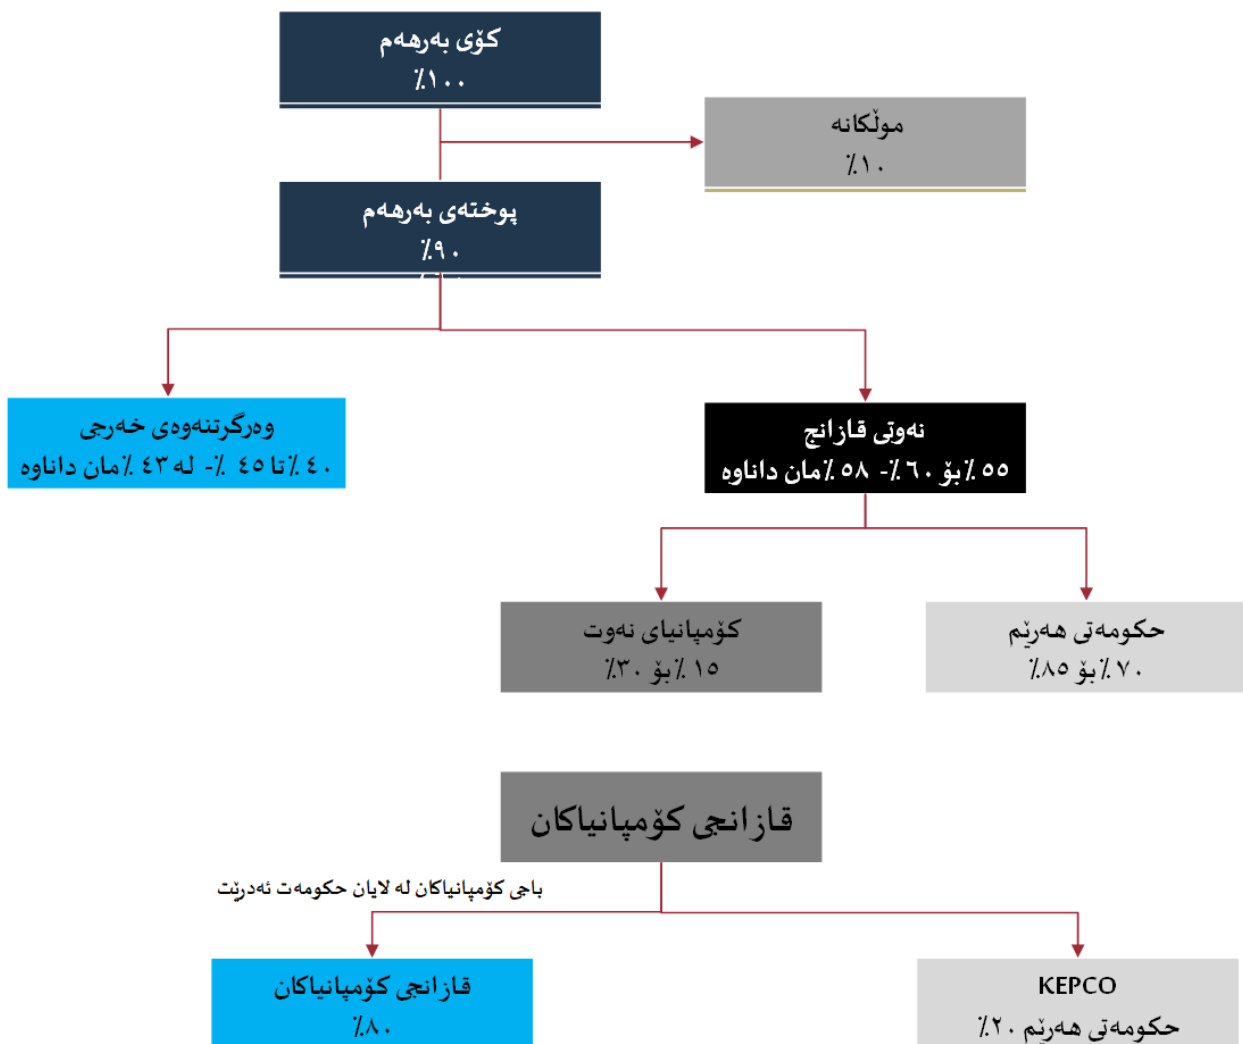 کۆی بەرهەم
٪١٠٠
موڵکانە
٪١٠
پوختەی بەرهەم
٪٩٠
وەرگرتنەوەی خەرجی
٤٠٪ تا ٤٥ ٪- لە ٤٣ ٪مان داناوە
نەوتی قازانج
٥٥٪ بۆ ٦٠٪- ٥٨ ٪مان داناوە
کۆمپانیای نەوت
١٥٪ بۆ ٣٠٪
حکومەتی هەرێم
٧٠٪ بۆ ٨٥٪
قازانجی کۆمپانیاکان
باجی کۆمپانیاکان لە لایان حکومەت ئەدرێت
قازانجی کۆمپانیاکان
٪٨٠
KEPCO
حکومەتی هەرێم ٢٠٪